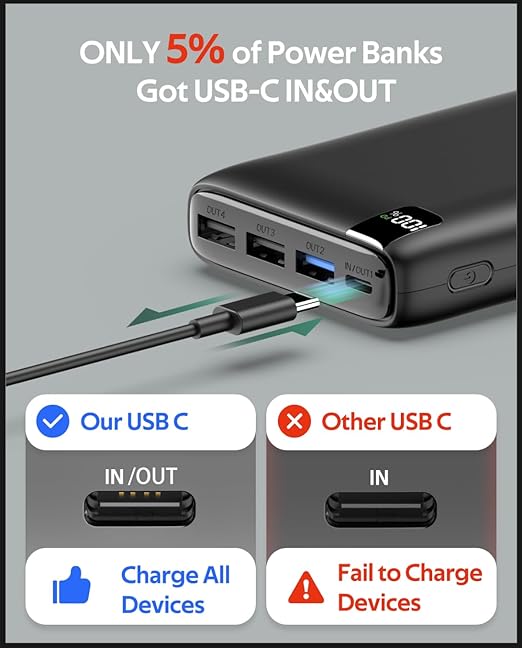 ONLY 5% of Power Banks
Got USB-C IN&OUT
100%
OUT4
OUT3
OUT2
IN/OUT1
Our USB C
Other USB C
IN/OUT
IN
Charge All
Devices
Fail to Charge
Devices